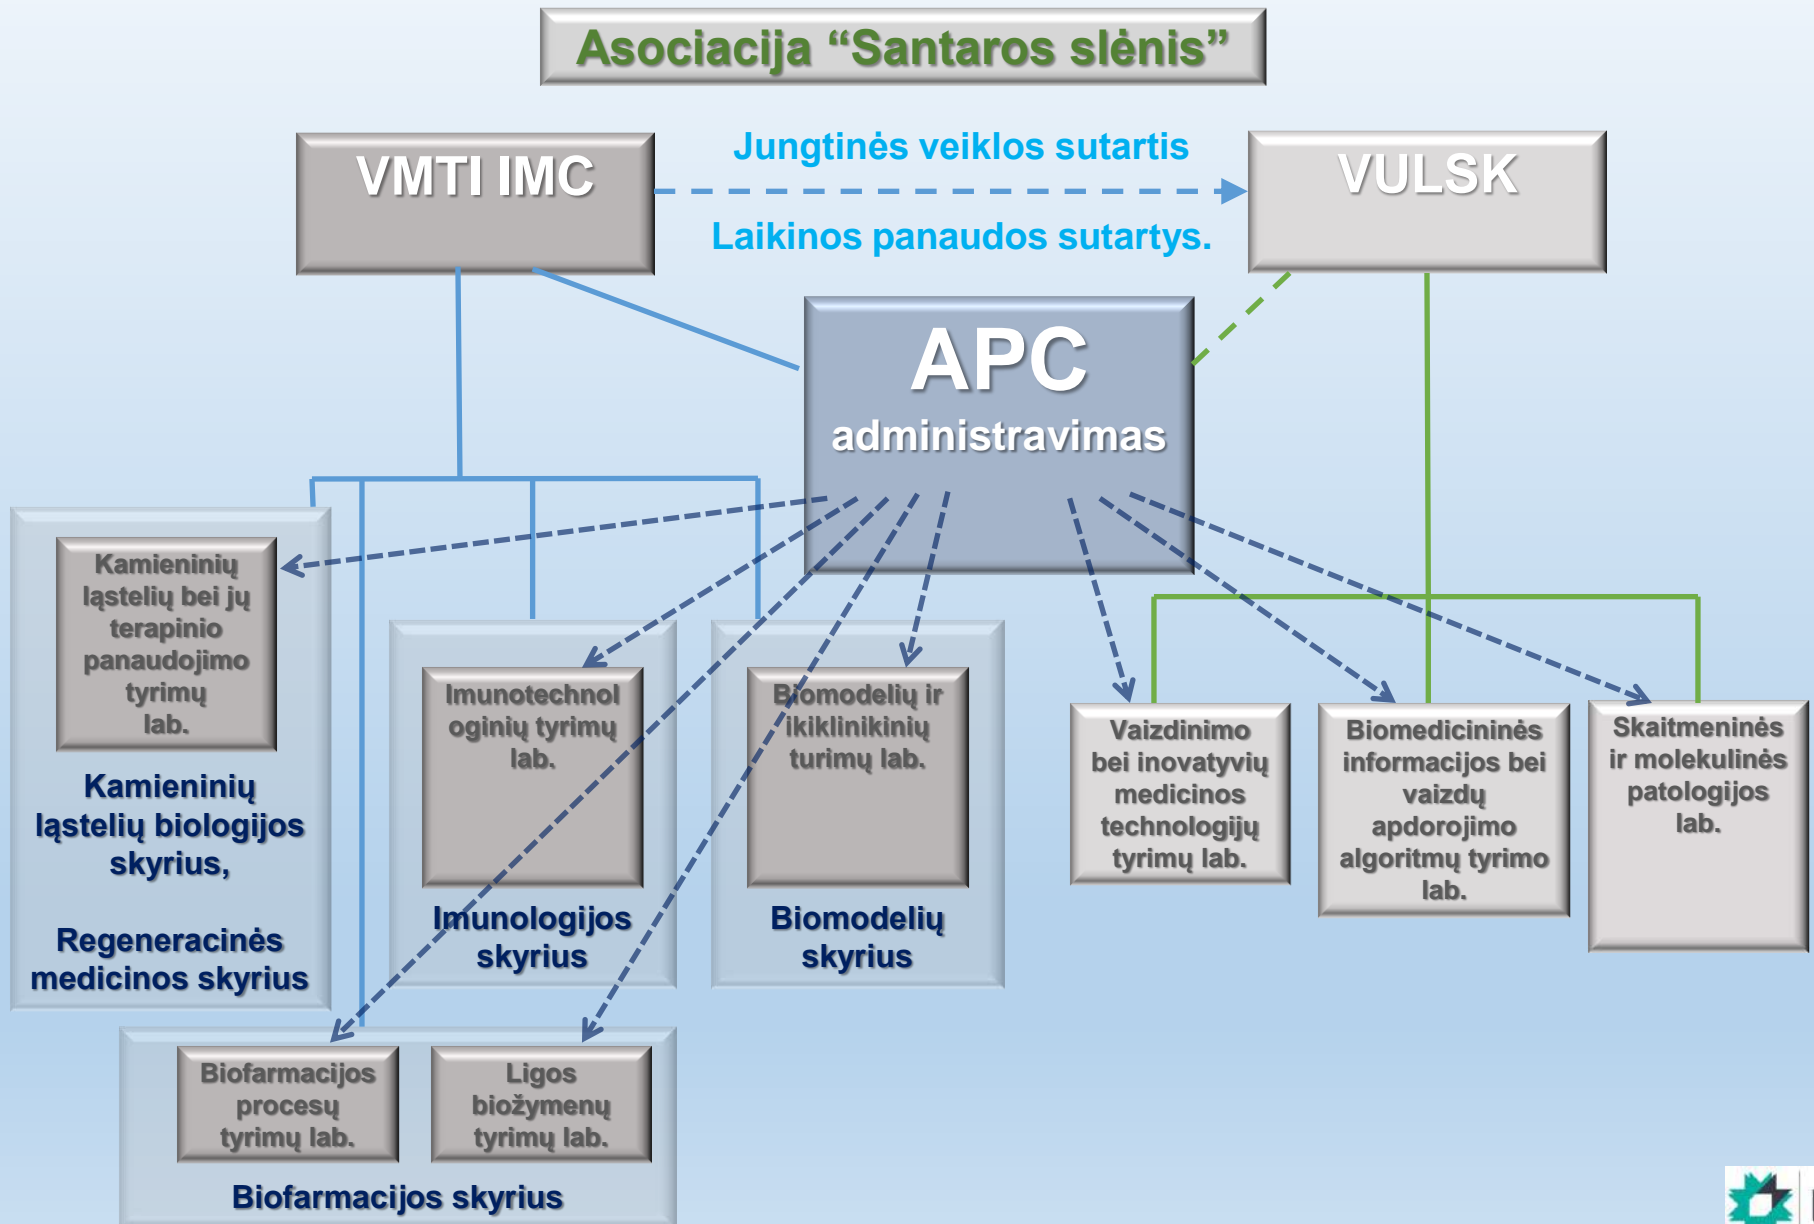 Asociacija “Santaros slėnis”
VMTI IMC
Jungtinės veiklos sutartis
Laikinos panaudos sutartys.
VULSK
APC
administravimas
Kamieninių
ląstelių bei jų
terapinio
panaudojimo
tyrimų
lab.
Kamieninių
ląstelių biologijos
skyrius,
Regeneracinės
medicinos skyrius
Imunotechnol
oginių tyrimų
lab.
Imunologijos
skyrius
Biomodelių ir
ikiklinikinių
turimų lab.
Biomodelių
skyrius
Vaizdinimo
bei inovatyvių
medicinos
technologijų
tyrimų lab.
Biomedicininės
informacijos bei
vaizdų
apdorojimo
algoritmų tyrimo
lab.
Skaitmeninės
ir molekulinės
patologijos
lab.
Biofarmacijos
procesų
tyrimų lab.
Ligos
biožymenų
tyrimų lab.
Biofarmacijos skyrius